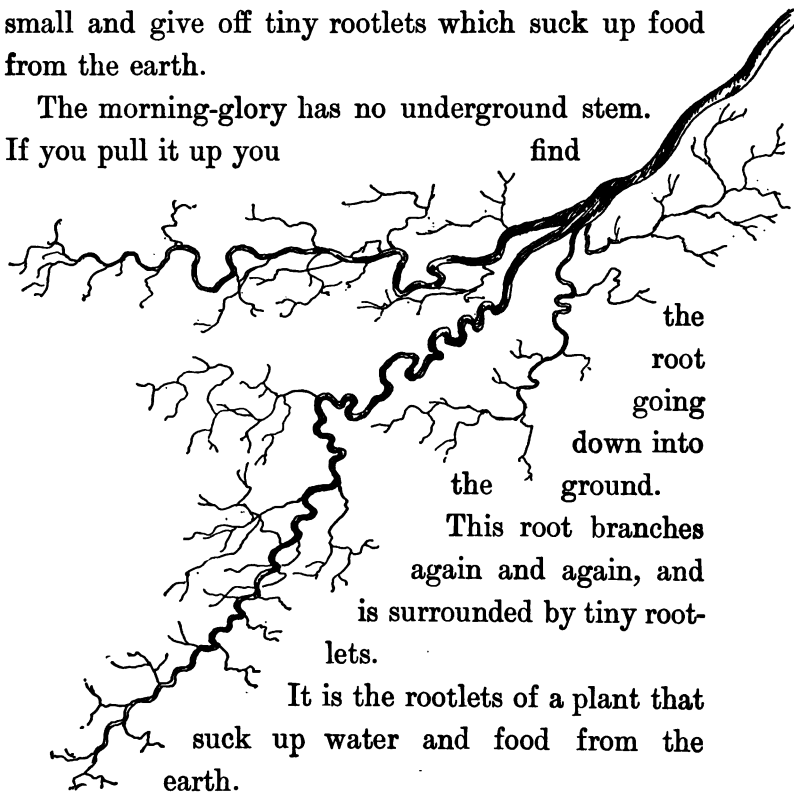 small and give off tiny rootlets which suck up food
from the earth.
The morning-glory has no underground stem.
If you pull it up you find
the
root
going
down into
the ground.
This root branches
again and again, and
is surrounded by tiny root-
lets.
It is the rootlets of a plant that
suck up water and food from the
earth.